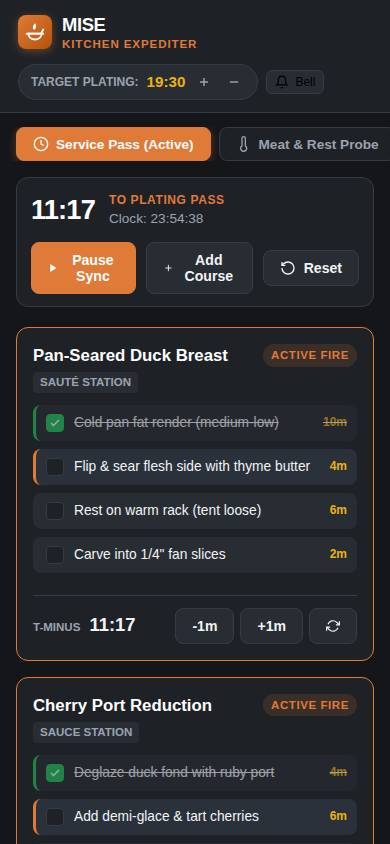 MISE
KITCHEN EXPEDITER
TARGET PLATING: 19:30 + −
Bell
Service Pass (Active)
Meat & Rest Probe
11:17
TO PLATING PASS
Clock: 23:54:38
Pause Sync
+ Add Course
Reset
Pan-Seared Duck Breast
ACTIVE FIRE
SAUTÉ STATION
Cold pan fat render (medium-low) 10m
Flip & sear flesh side with thyme butter 4m
Rest on warm rack (tent loose) 6m
Carve into 1/4" fan slices 2m
T-MINUS 11:17
-1m
+1m
Cherry Port Reduction
ACTIVE FIRE
SAUCE STATION
Deglaze duck fond with ruby port 4m
Add demi-glace & tart cherries 6m